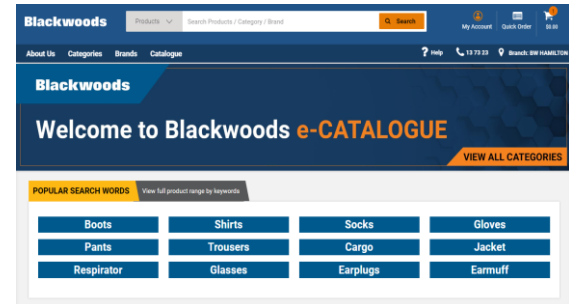 Blackwoods
Products
Search Products / Category / Brand
Search
My Account
Quick Order
$0.00
About Us Categories Brands Catalogue
? Help
13 73 23
Branch: BW HAMILTON
Blackwoods
Welcome to Blackwoods e-CATALOGUE
VIEW ALL CATEGORIES
POPULAR SEARCH WORDS
View full product range by keywords
Boots Shirts Socks Gloves
Pants Trousers Cargo Jacket
Respirator Glasses Earplugs Earmuff